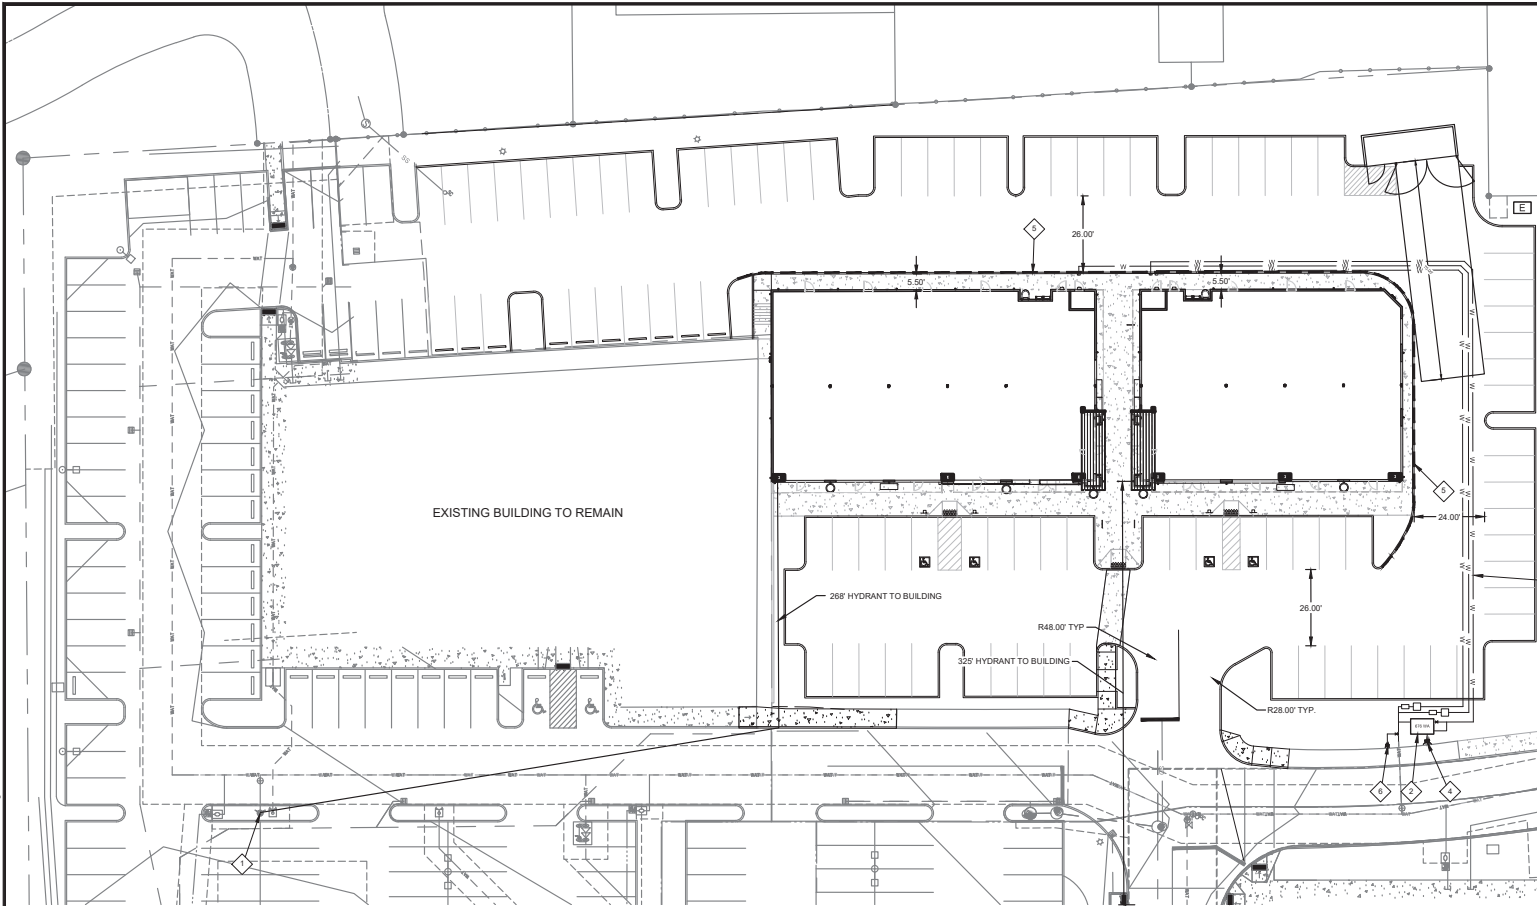 E
5
26.00'
W
5.50'
5.50'
EXISTING BUILDING TO REMAIN
5
24.00'
268' HYDRANT TO BUILDING
26.00'
R48.00' TYP
325' HYDRANT TO BUILDING
R28.00' TYP.
6
2
4
1